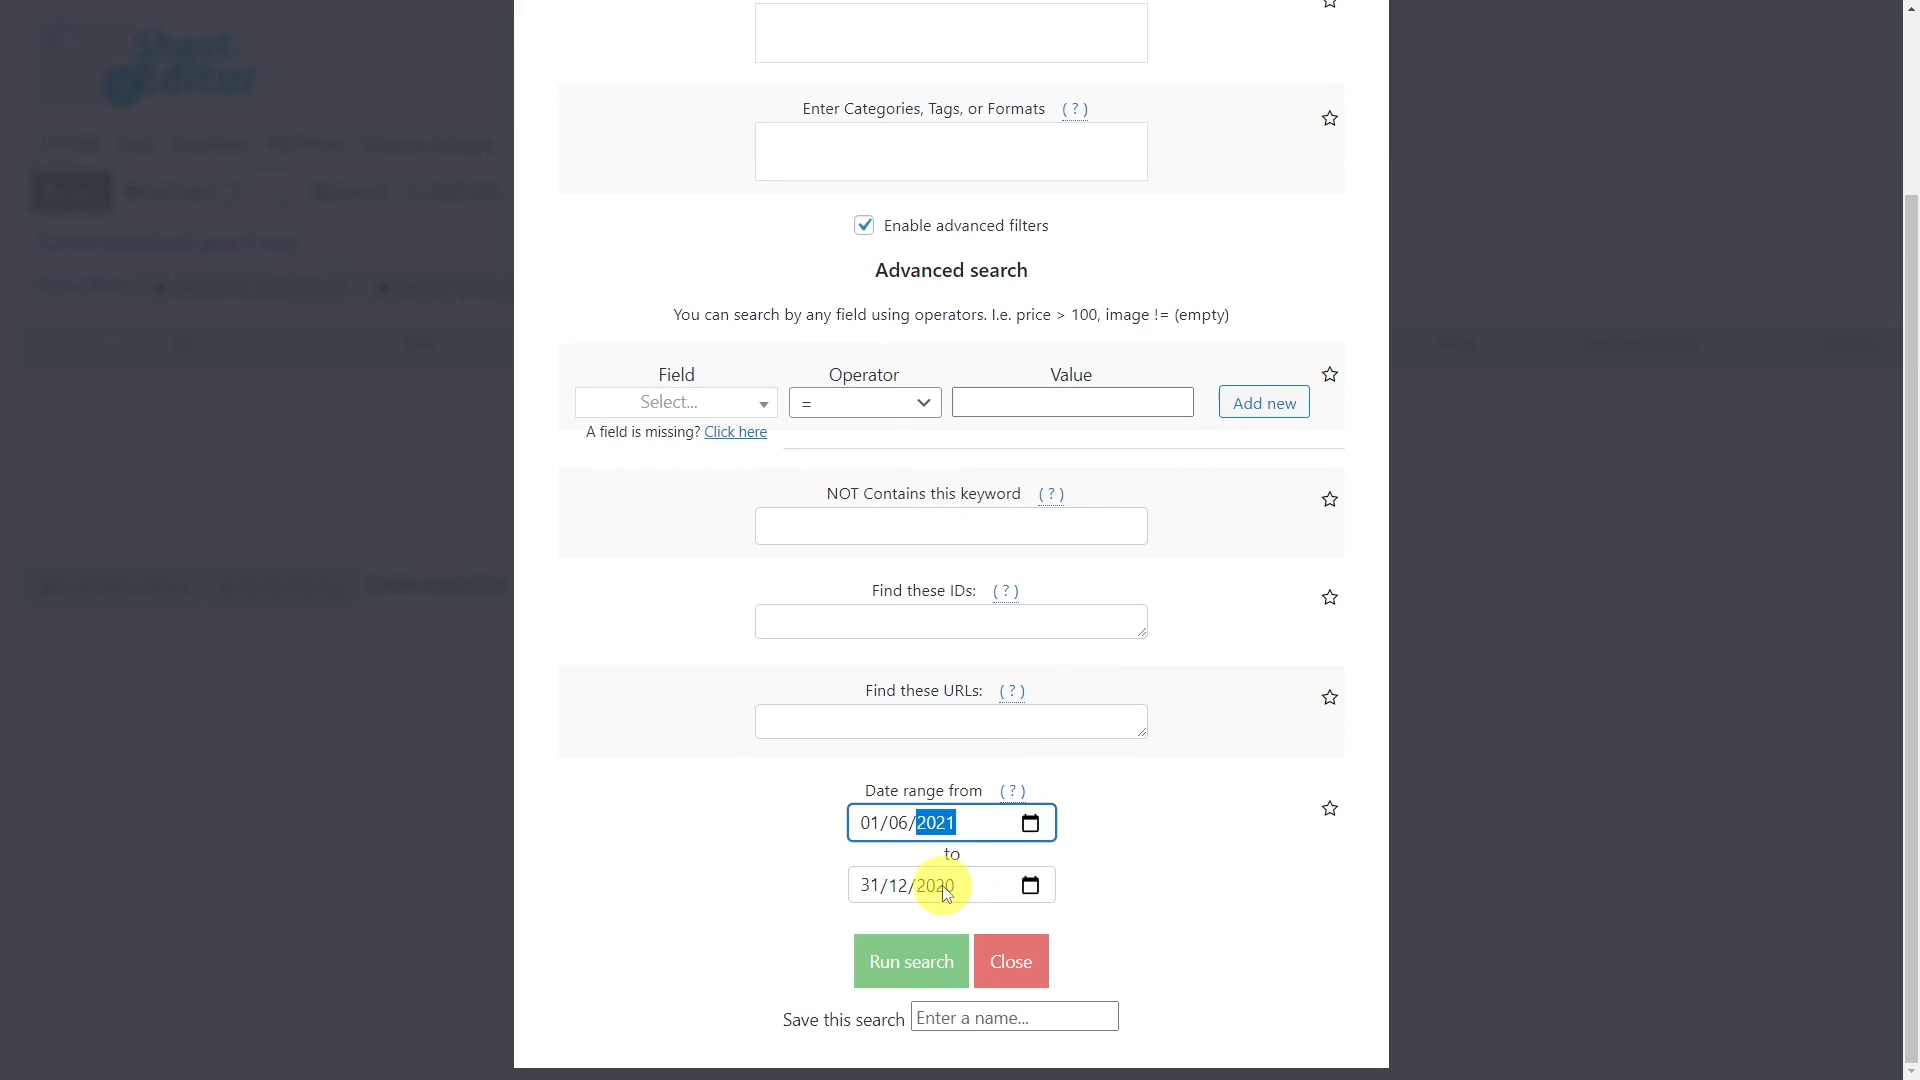 Sheet
Editor
Enter Categories, Tags, or Formats (?)
Enable advanced filters
Advanced search
You can search by any field using operators. I.e. price > 100, image != (empty)
Field Operator Value
Select... = Add new
A field is missing? Click here
NOT Contains this keyword (?)
Find these IDs: (?)
Find these URLs: (?)
Date range from (?)
01/06/2021
to
31/12/2020
Run search Close
Save this search Enter a name...